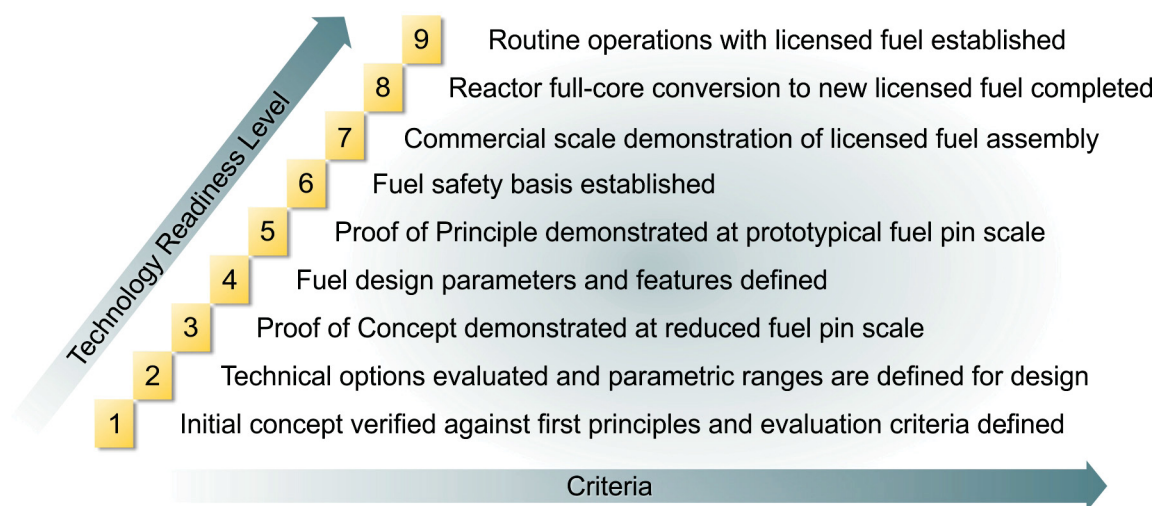 9 Routine operations with licensed fuel established
8 Reactor full-core conversion to new licensed fuel completed
7 Commercial scale demonstration of licensed fuel assembly
6 Fuel safety basis established
5 Proof of Principle demonstrated at prototypical fuel pin scale
4 Fuel design parameters and features defined
3 Proof of Concept demonstrated at reduced fuel pin scale
2 Technical options evaluated and parametric ranges are defined for design
1 Initial concept verified against first principles and evaluation criteria defined
Technology Readiness Level
Criteria